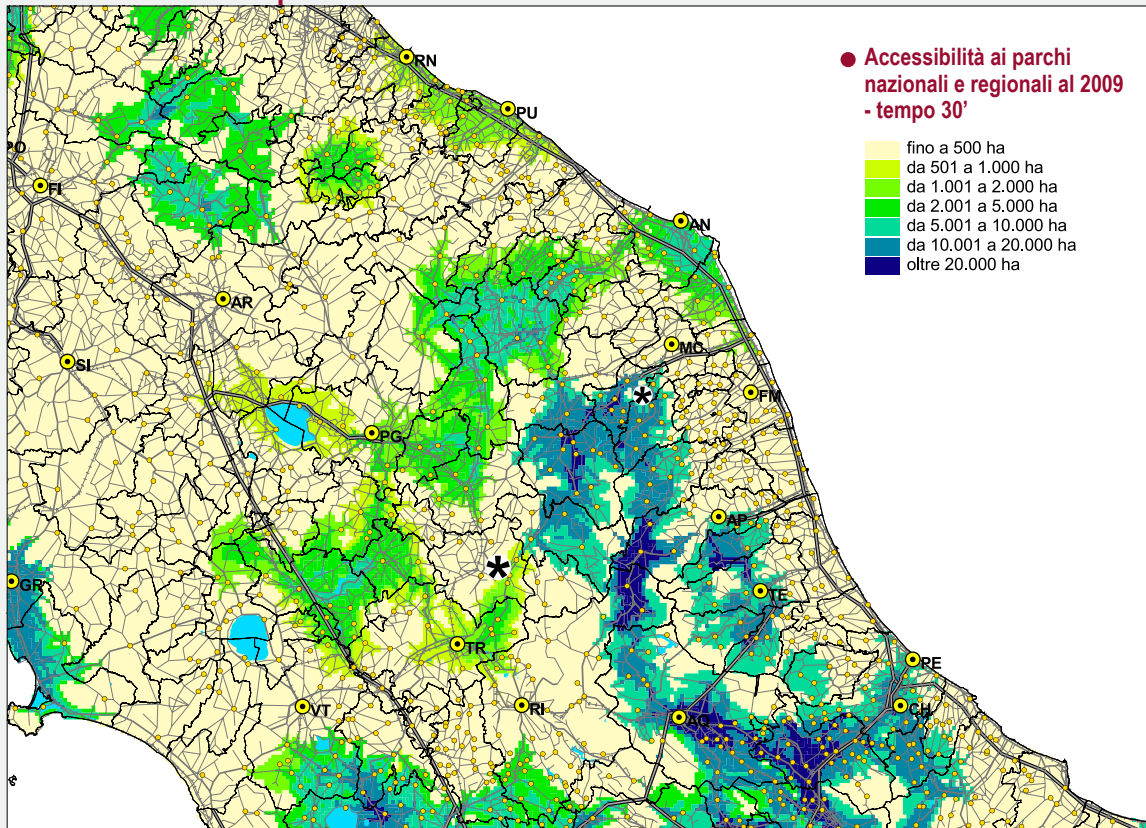 ● Accessibilità ai parchi
nazionali e regionali al 2009
- tempo 30’
fino a 500 ha
da 501 a 1.000 ha
da 1.001 a 2.000 ha
da 2.001 a 5.000 ha
da 5.001 a 10.000 ha
da 10.001 a 20.000 ha
oltre 20.000 ha
RN
PU
PO
FI
AN
AR
MC
SI
FM
PG
*
AP
*
GR
TE
TR
PE
VT
RI
CH
AQ